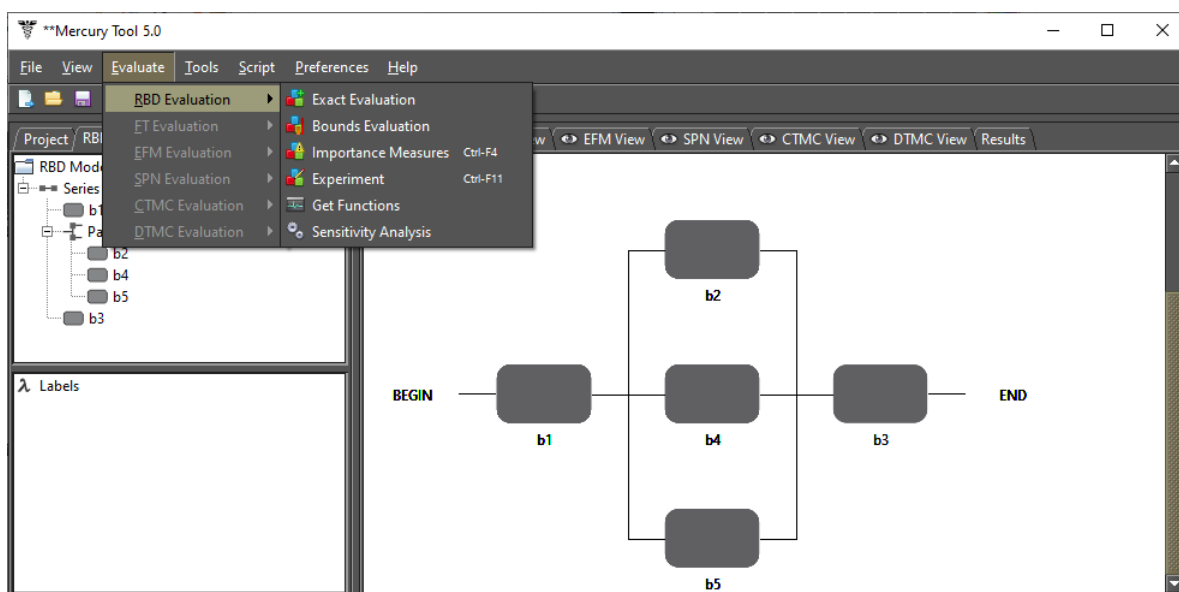 **Mercury Tool 5.0
File View Evaluate Tools Script Preferences Help
RBD Evaluation
FT Evaluation
EFM Evaluation
SPN Evaluation
CTMC Evaluation
DTMC Evaluation
Exact Evaluation
Bounds Evaluation
Importance Measures Ctrl-F4
Experiment Ctrl-F11
Get Functions
Sensitivity Analysis
Project EFM View SPN View CTMC View DTMC View Results
Series
b2
b4
b5
b3
λ Labels
b2
BEGIN
END
b1
b4
b3
b5